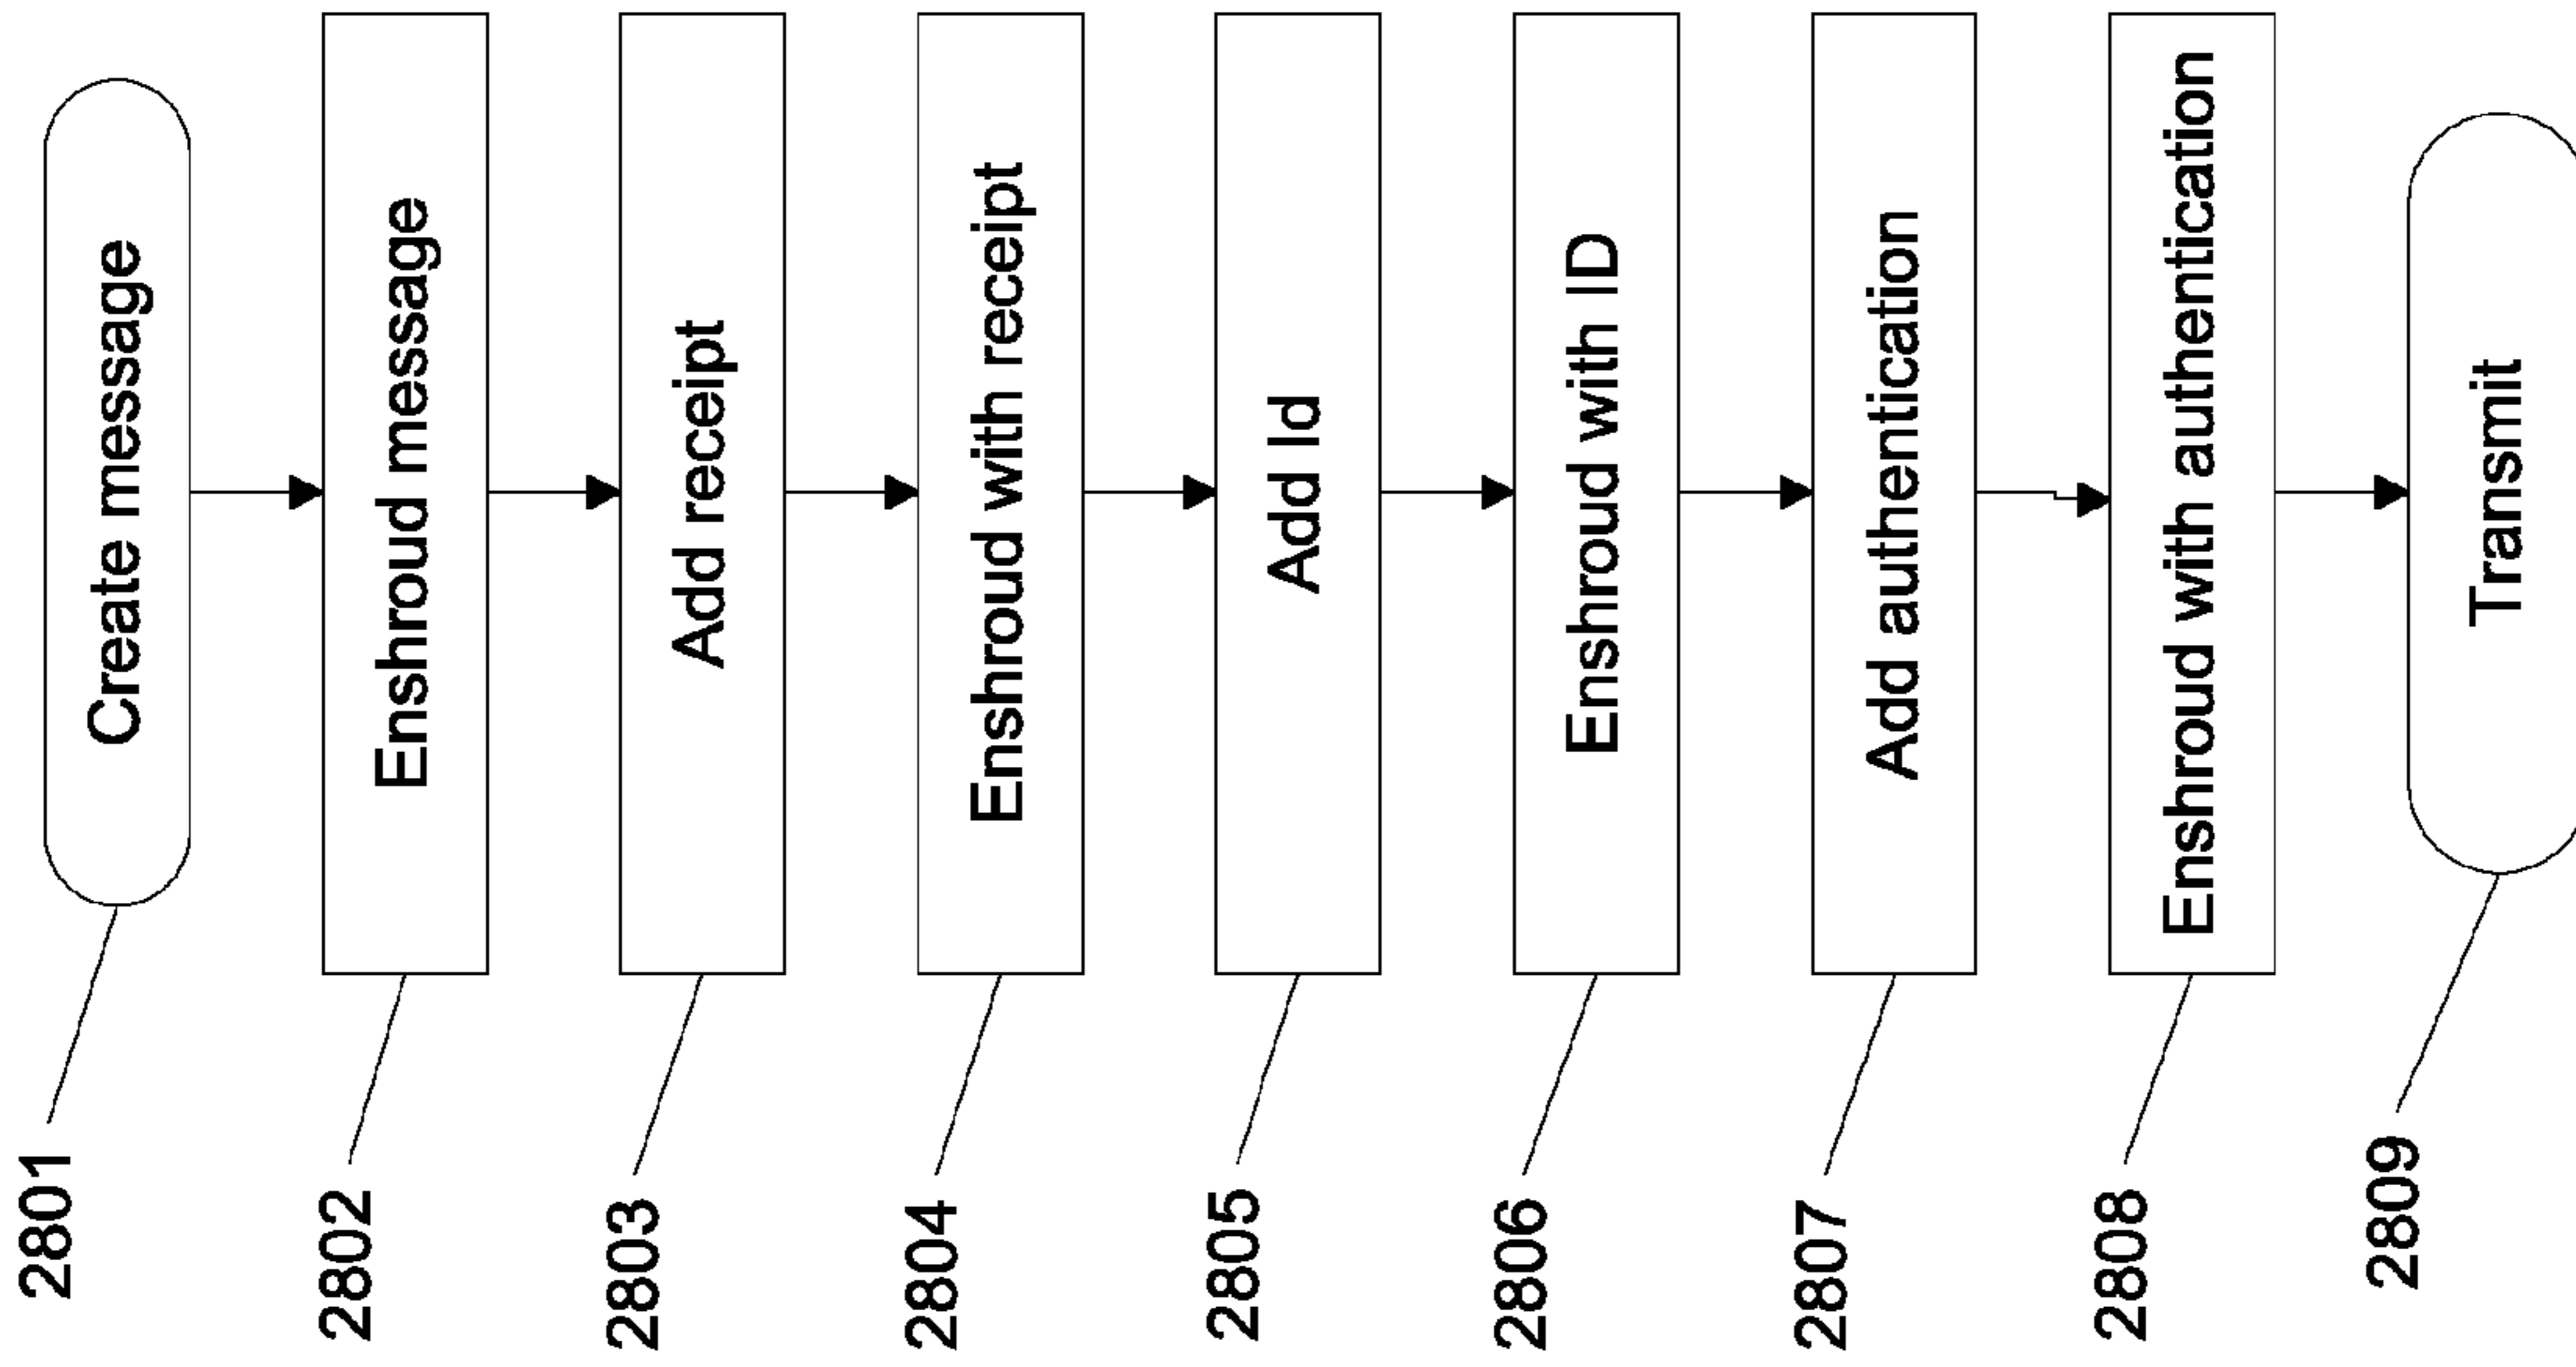 2801
Create message
2802
Enshroud message
2803
Add receipt
2804
Enshroud with receipt
2805
Add Id
2806
Enshroud with ID
2807
Add authentication
2808
Enshroud with authentication
2809
Transmit